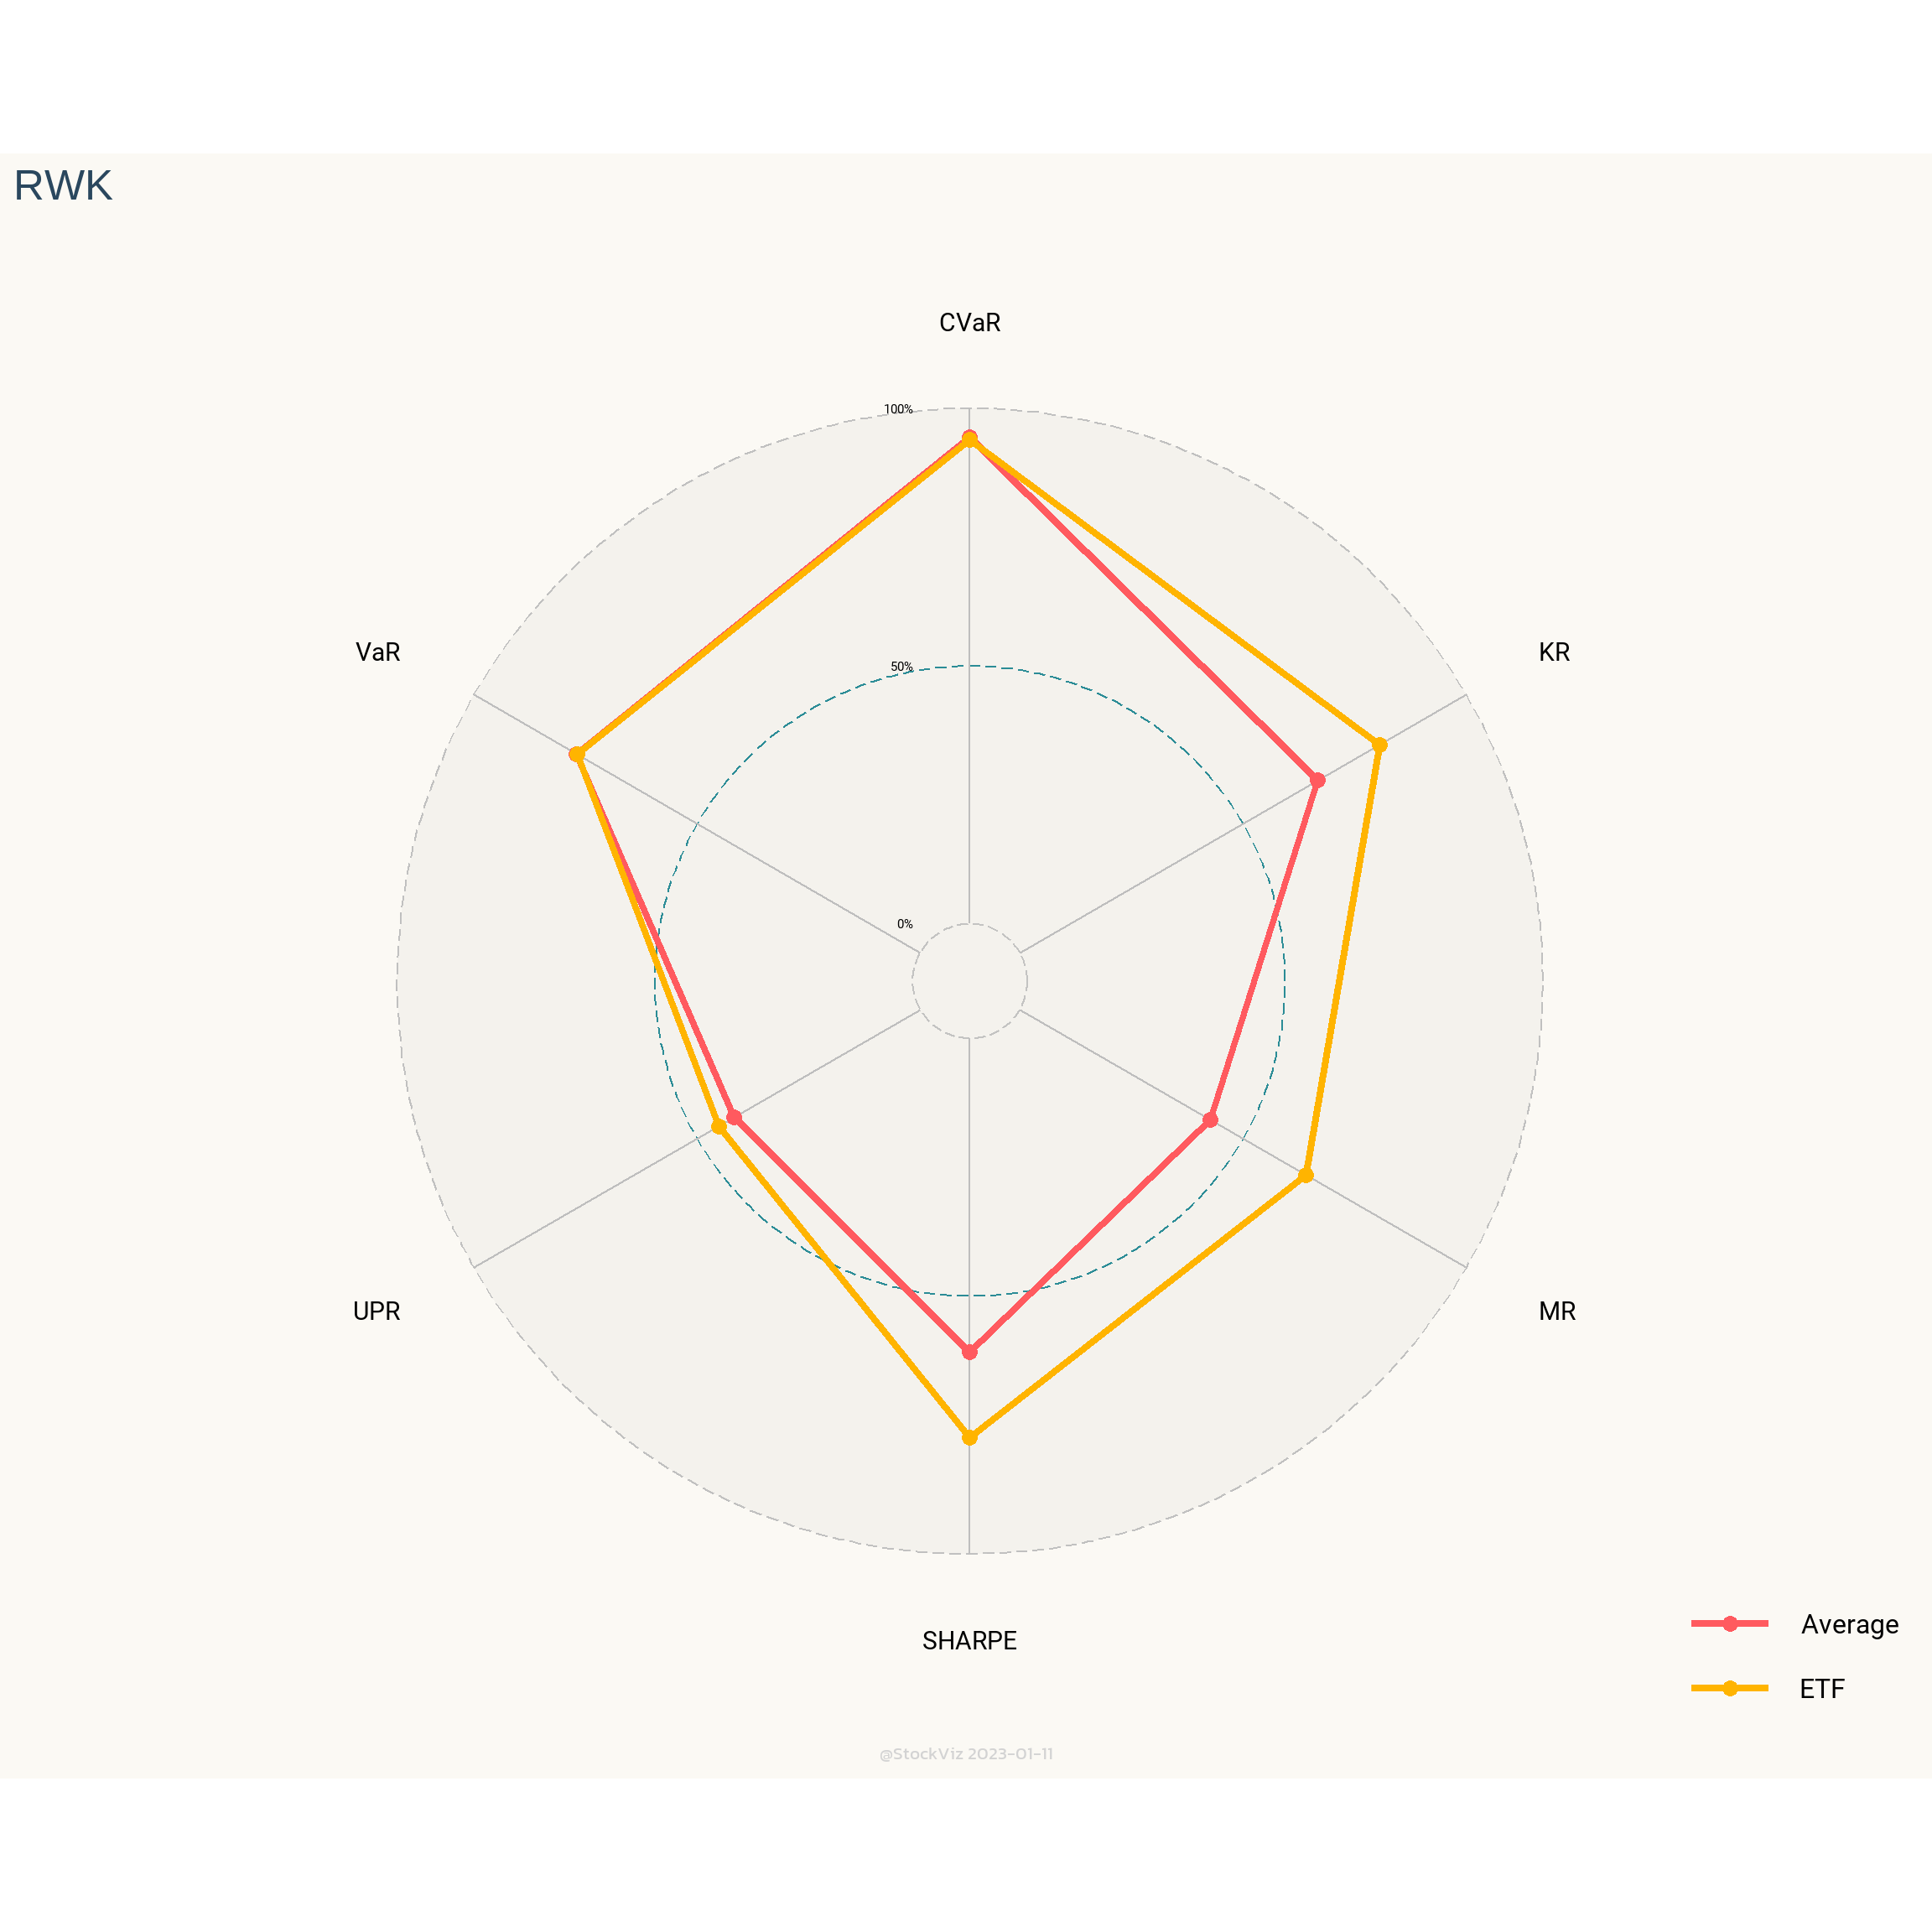 RWK
CVaR
100%
VaR
KR
50%
0%
UPR
MR
SHARPE
Average
ETF
@StockViz 2023-01-11